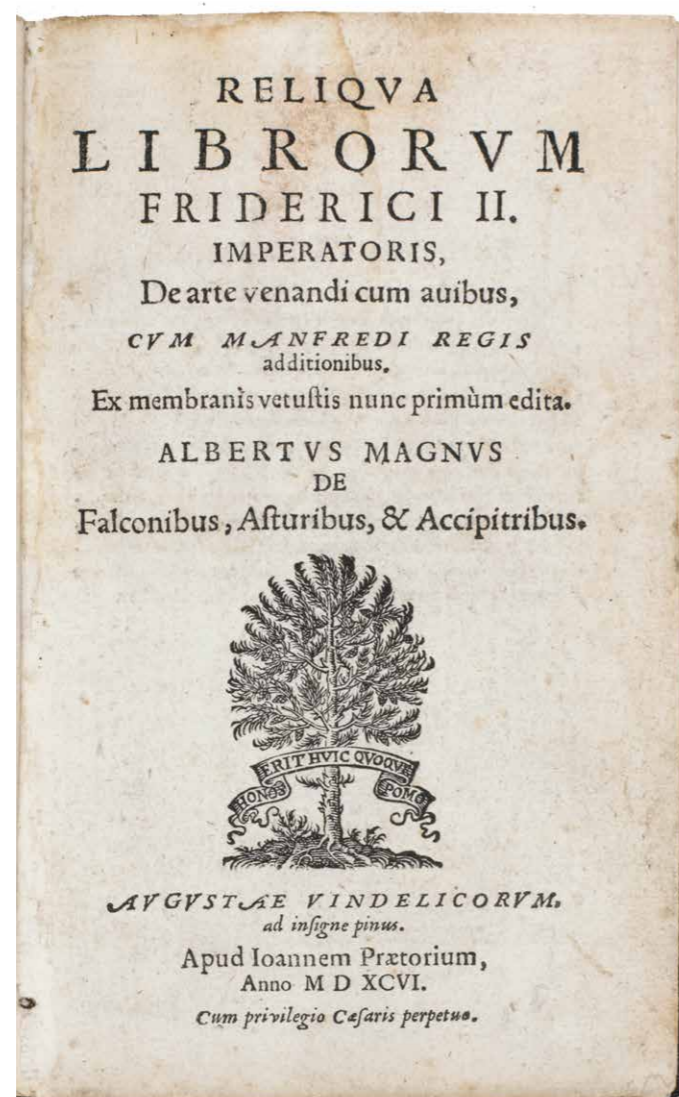 RELIQVA
LIBRORVM
FRIDERICI II.
IMPERATORIS,
De arte venandi cum auibus,
CVM MANFREDI REGIS
additionibus.
Ex membranis vetuſtis nunc primùm edita.
ALBERTVS MAGNVS
DE
Falconibus, Aſturibus, & Accipitribus.
ERIT HVIC QVOQVE
HONOS POMO
AVGVSTAE VINDELICORVM.
ad inſigne pinus.
Apud Ioannem Prætorium,
Anno M D XCVI.
Cum privilegio Cæſaris perpetuo.